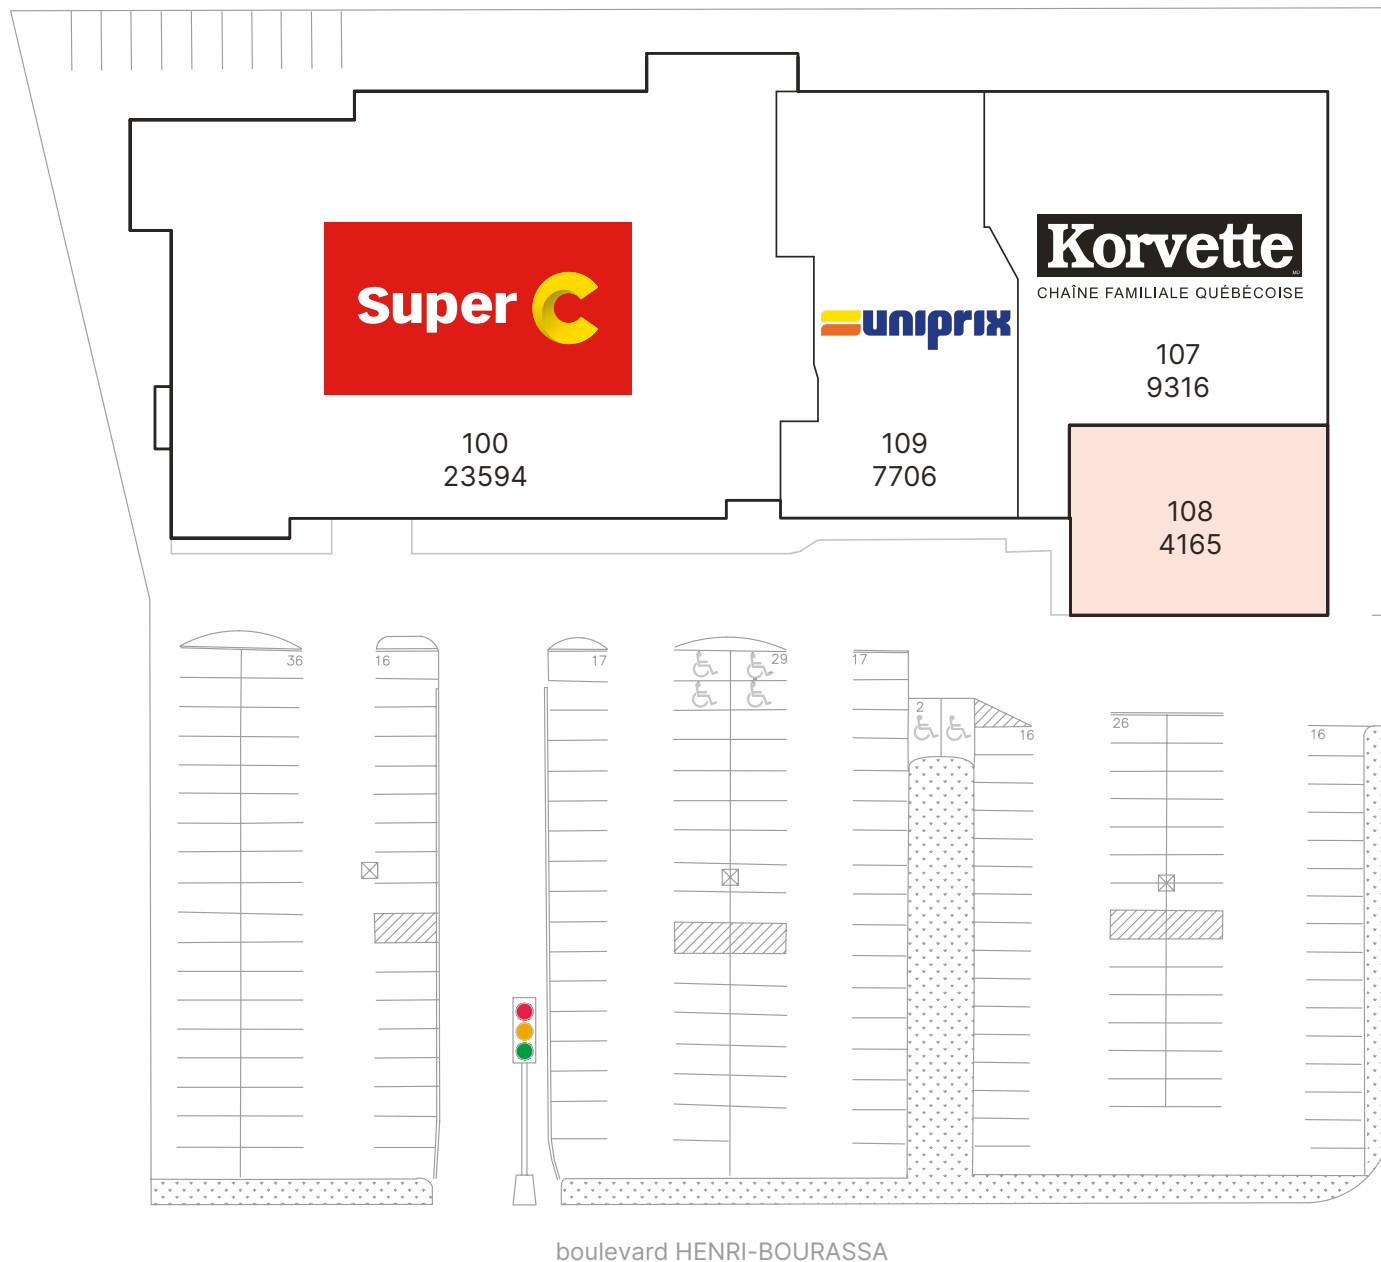 Super C
Korvette
MD
CHAÎNE FAMILIALE QUÉBÉCOISE
uniprix
107
9316
100
23594
109
7706
108
4165
36
16
17
29
17
2
16
26
16
boulevard HENRI-BOURASSA